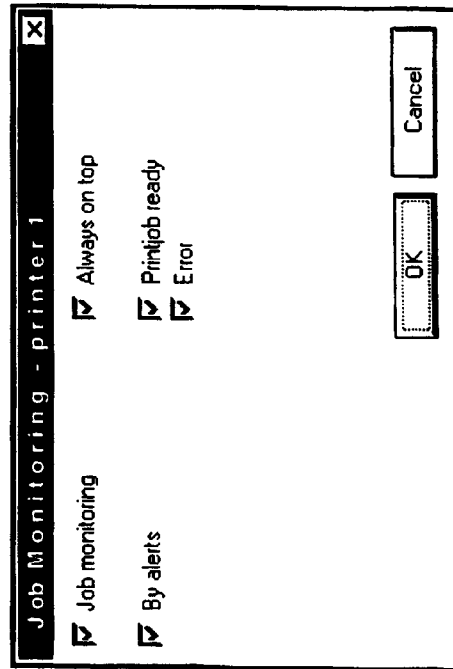 Job Monitoring - printer 1
Job monitoring
Always on top
By alerts
Printjob ready
Error
OK
Cancel